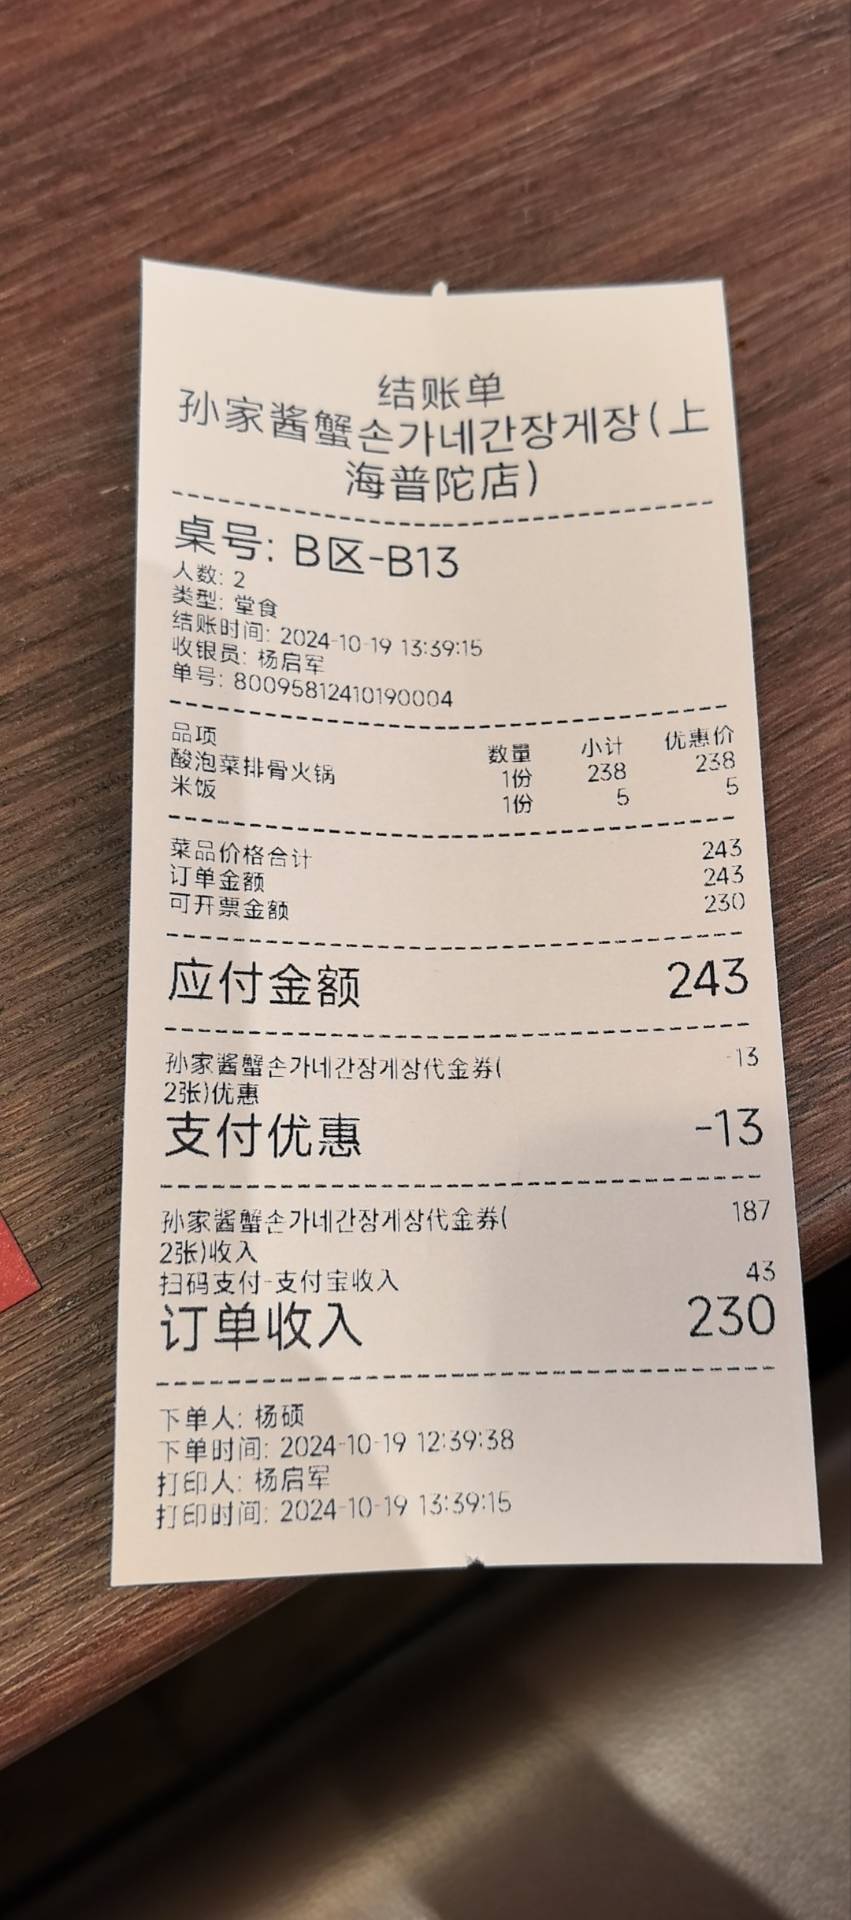 结账单
孙家酱蟹손가네간장게장(上
海普陀店)
桌号: B区-B13
人数: 2
类型: 堂食
结账时间: 2024-10-19 13:39:15
收银员: 杨启军
单号: 80095812410190004
品项 数量 小计 优惠价
酸泡菜排骨火锅 1份 238 238
米饭 1份 5 5
菜品价格合计 243
订单金额 243
可开票金额 230
应付金额 243
孙家酱蟹손가네간장게장代金券( -13
2张)优惠
支付优惠 -13
孙家酱蟹손가네간장게장代金券( 187
2张)收入
扫码支付-支付宝收入 43
订单收入 230
下单人: 杨硕
下单时间: 2024-10-19 12:39:38
打印人: 杨启军
打印时间: 2024-10-19 13:39:15